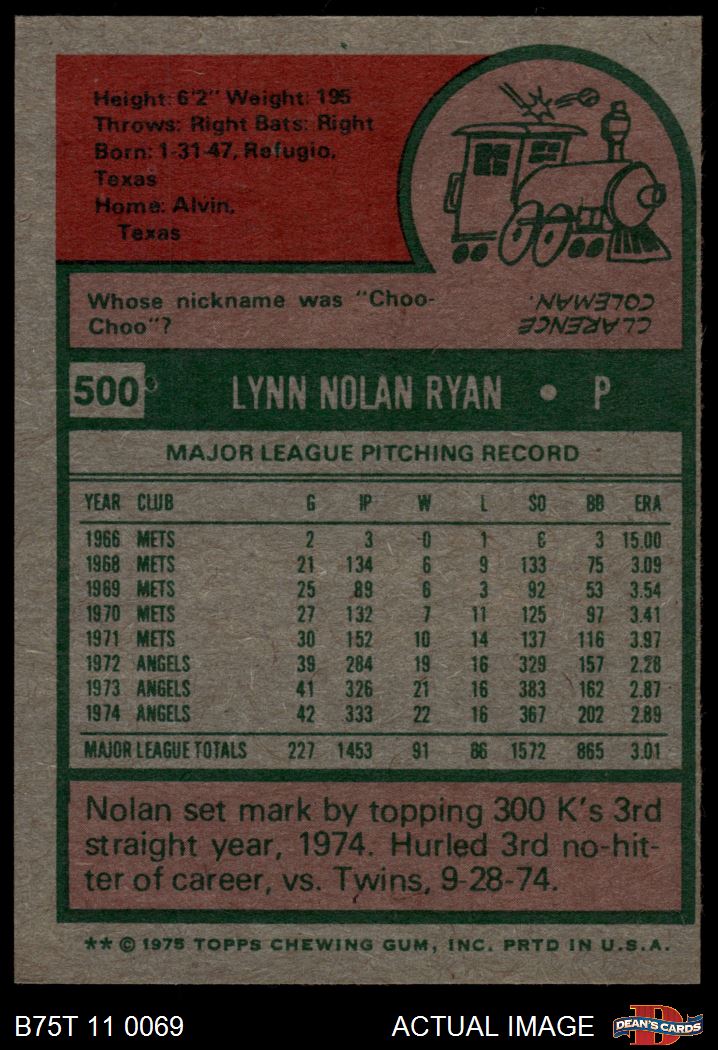 Height: 6'2" Weight: 195
Throws: Right Bats: Right
Born: 1-31-47, Refugio,
Texas
Home: Alvin,
Texas
P
Whose nickname was "Choo-
Choo"?
CLARENCE
COLEMAN.
500
LYNN NOLAN RYAN • P
MAJOR LEAGUE PITCHING RECORD
YEAR CLUB G IP W L SO BB ERA
1966 METS 2 3 0 1 6 3 15.00
1968 METS 21 134 6 9 133 75 3.09
1969 METS 25 89 6 3 92 53 3.54
1970 METS 27 132 7 11 125 97 3.41
1971 METS 30 152 10 14 137 116 3.97
1972 ANGELS 39 284 19 16 329 157 2.28
1973 ANGELS 41 326 21 16 383 162 2.87
1974 ANGELS 42 333 22 16 367 202 2.89
MAJOR LEAGUE TOTALS 227 1453 91 86 1572 865 3.01
Nolan set mark by topping 300 K's 3rd
straight year, 1974. Hurled 3rd no-hit-
ter of career, vs. Twins, 9-28-74.
** © 1975 TOPPS CHEWING GUM, INC. PRTD IN U.S.A.
B75T 11 0069 ACTUAL IMAGE DEAN'S CARDS